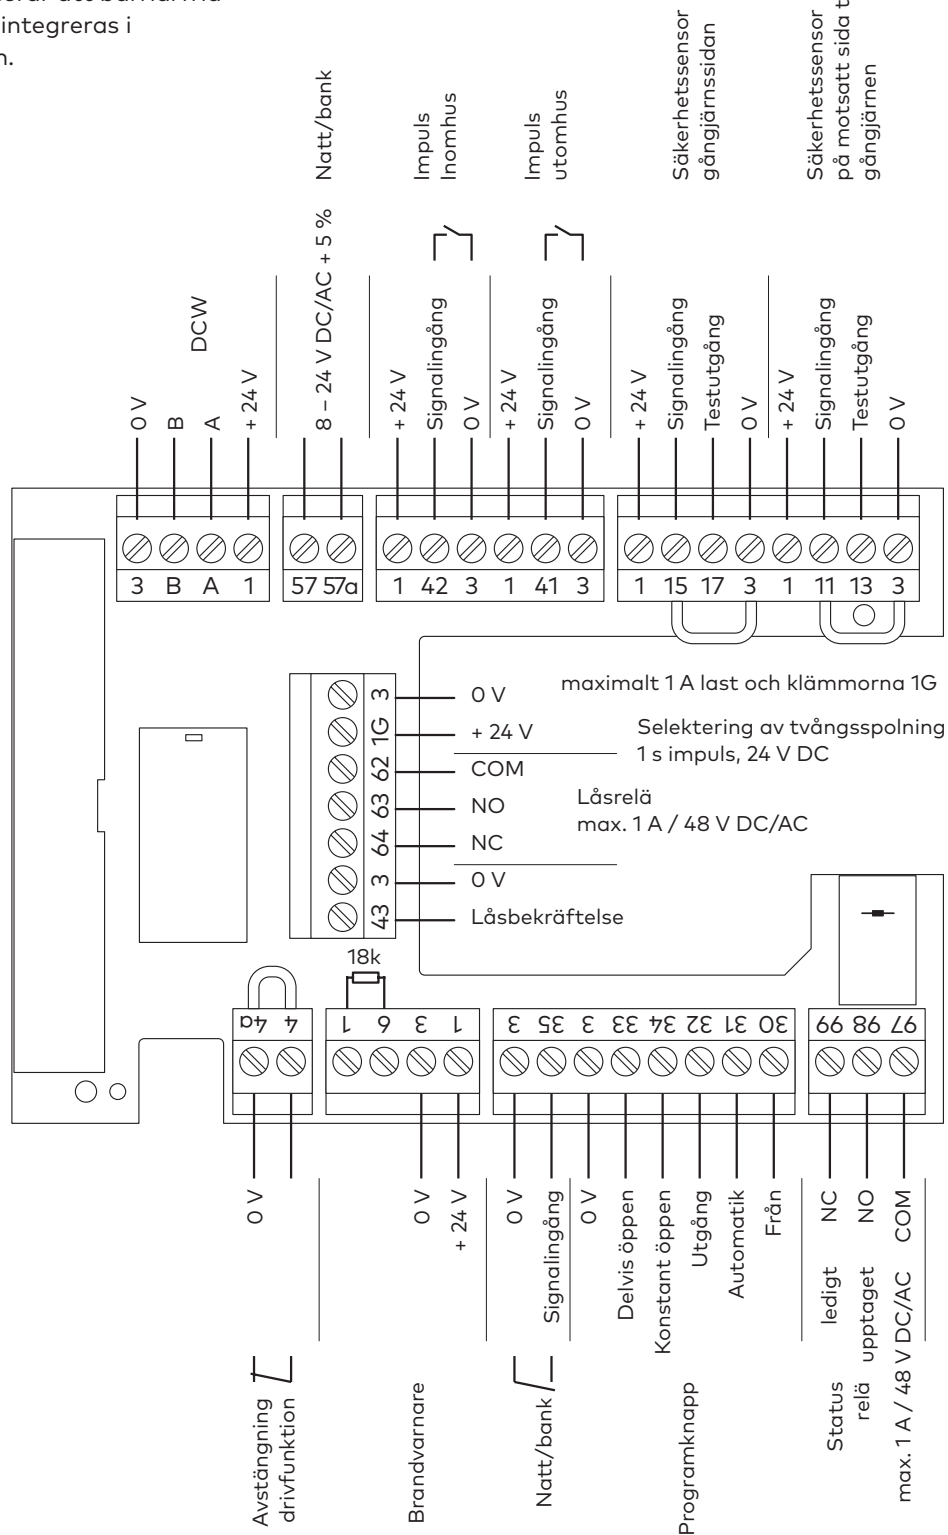 integreras i
Natt/bank
Impuls
Inomhus
Impuls
utomhus
Säkerhetssensor
gångjärnssidan
Säkerhetssensor
på motsatt sida
gångjärnen
0 V
B
A
+ 24 V
DCW
8 – 24 V DC/AC + 5 %
+ 24 V
Signalingång
0 V
+ 24 V
Signalingång
0 V
+ 24 V
Signalingång
Testutgång
0 V
+ 24 V
Signalingång
Testutgång
0 V
3 B A 1 57 57a 1 42 3 1 41 3 1 15 17 3 1 11 13 3
3 0 V
1G + 24 V
62 COM
63 NO
64 NC
3 0 V
43 Låsbekräftelse
maximalt 1 A last och klämmorna 1G
Selektering av tvångsspolning
1 s impuls, 24 V DC
Låsrelä
max. 1 A / 48 V DC/AC
18k
4a 4 1 6 3 1 3 35 3 33 34 32 31 30 99 98 97
0 V
0 V
+ 24 V
0 V
Signalingång
0 V
Delvis öppen
Konstant öppen
Utgång
Automatik
Från
ledigt NC
upptaget NO
max. 1 A / 48 V DC/AC COM
Avstängning
drivfunktion
Brandvarnare
Natt/bank
Programknapp
Status
relä